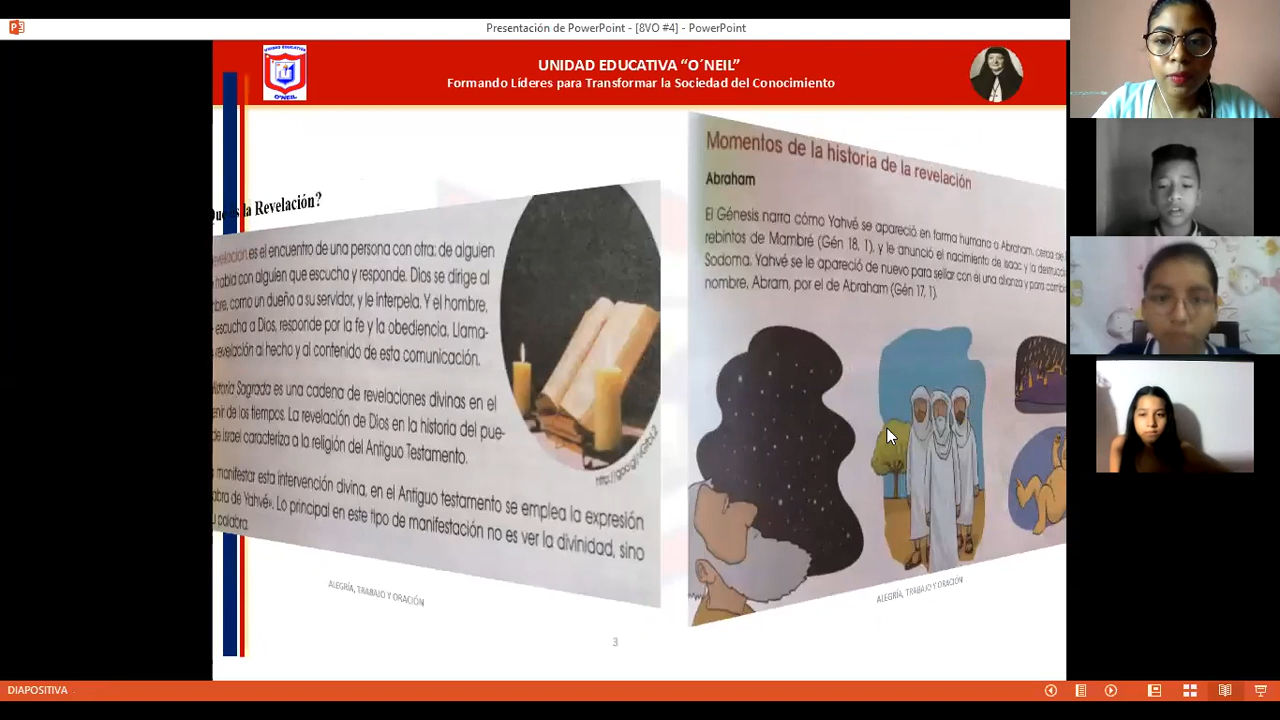 Presentación de PowerPoint - [8VO #4] - PowerPoint
UNIDAD EDUCATIVA
O´NEIL
UNIDAD EDUCATIVA “O´NEIL”
Formando Líderes para Transformar la Sociedad del Conocimiento
la Revelación?
es el encuentro de una persona con otra: de alguien
habla con alguien que escucha y responde. Dios se dirige al
como un dueño a su servidor, y le interpela. Y el hombre,
escucha a Dios, responde por la fe y la obediencia. Llama-
revelación al hecho y al contenido de esta comunicación.
Sagrada es una cadena de revelaciones divinas en el
de los tiempos. La revelación de Dios en la historia del pue-
de Israel caracteriza a la religión del Antiguo Testamento.
manifestar esta intervención divina, en el Antiguo testamento se emplea la expresión
de Yahvé«. Lo principal en este tipo de manifestación no es ver la divinidad, sino
palabra.
ALEGRÍA, TRABAJO Y ORACIÓN
Momentos de la historia de la revelación
Abraham
El Génesis narra cómo Yahvé se apareció en forma humana a Abraham, cerca de
rebintos de Mambré (Gén 18, 1), y le anunció el nacimiento de Isaac y la
Sodoma. Yahvé se le apareció de nuevo para sellar con él una alianza y para
nombre, Abram, por el de Abraham (Gén 17, 1).
ALEGRÍA, TRABAJO Y ORACIÓN
3
DIAPOSITIVA